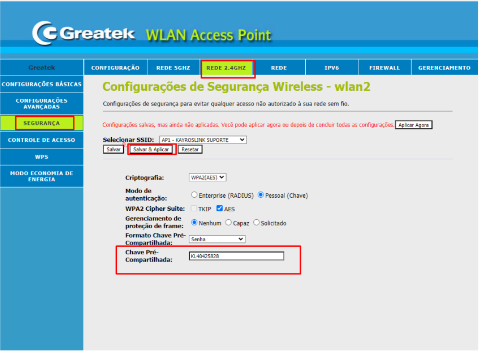 Greatek WLAN Access Point
Greatek
CONFIGURAÇÃO REDE 5GHZ REDE 2.4GHZ REDE IPV6 FIREWALL GERENCIAMENTO
CONFIGURAÇÕES BÁSICAS
CONFIGURAÇÕES
AVANÇADAS
SEGURANÇA
CONTROLE DE ACESSO
WPS
MODO ECONOMIA DE
ENERGIA
Configurações de Segurança Wireless - wlan2
Configurações de segurança para evitar qualquer acesso não autorizado à sua rede sem fio.
Configurações salvas, mas ainda não aplicadas. Você pode aplicar agora ou depois de concluir todas as configurações. Aplicar Agora
Selecionar SSID: AP1 - KAYROSLINK SUPORTE
Salvar Salvar & Aplicar Resetar
Criptografia: WPA2(AES)
Modo de
autenticação: Enterprise (RADIUS) Pessoal (Chave)
WPA2 Cipher Suite: TKIP AES
Gerenciamento de
proteção de frame: Nenhum Capaz Solicitado
Formato Chave Pré-
Compartilhada: Senha
Chave Pré-
Compartilhada: KL40425828